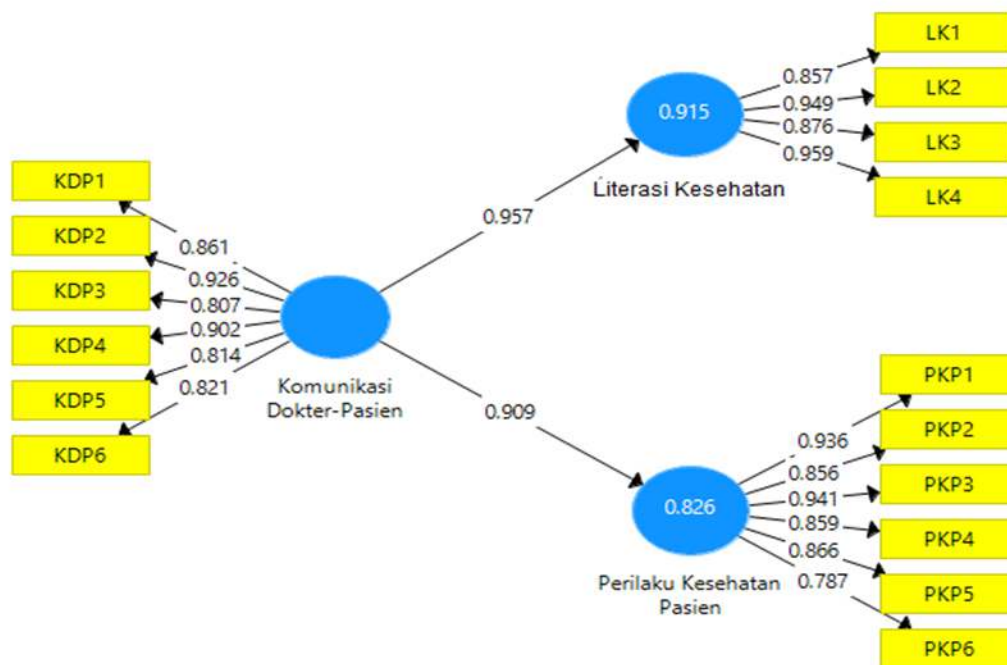 KDP1
KDP2
KDP3
KDP4
KDP5
KDP6
0.861
0.926
0.807
0.902
0.814
0.821
Komunikasi
Dokter-Pasien
0.957
0.909
0.915
Literasi Kesehatan
0.857
0.949
0.876
0.959
LK1
LK2
LK3
LK4
0.826
Perilaku Kesehatan
Pasien
0.936
0.856
0.941
0.859
0.866
0.787
PKP1
PKP2
PKP3
PKP4
PKP5
PKP6